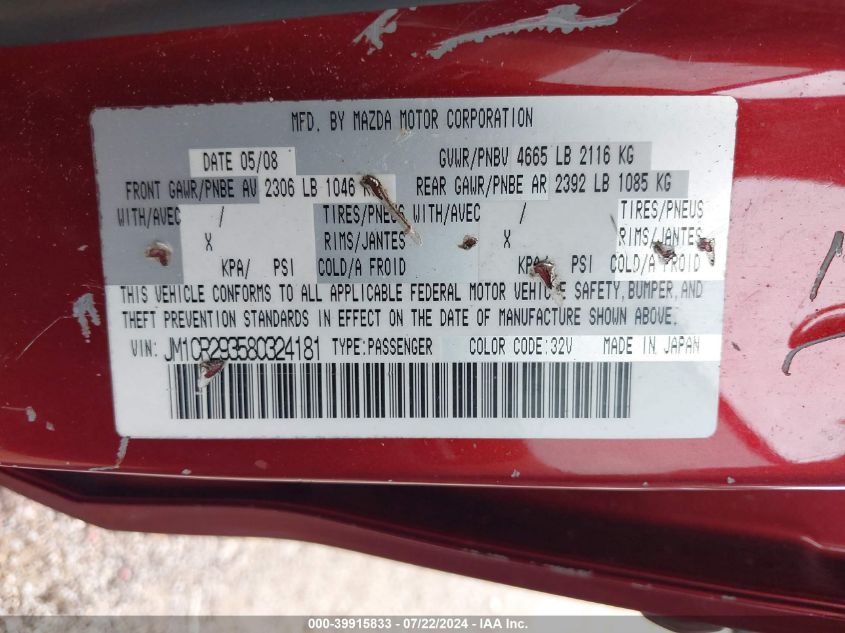 MFD. BY MAZDA MOTOR CORPORATION
DATE 05/08 GVWR/PNBV 4665 LB 2116 KG
FRONT GAWR/PNBE AV 2306 LB 1046 KG REAR GAWR/PNBE AR 2392 LB 1085 KG
WITH/AVEC / TIRES/PNEUS WITH/AVEC / TIRES/PNEUS
X RIMS/JANTES X RIMS/JANTES
KPA/ PSI COLD/A FROID KPA/ PSI COLD/A FROID
THIS VEHICLE CONFORMS TO ALL APPLICABLE FEDERAL MOTOR VEHICLE SAFETY, BUMPER, AND
THEFT PREVENTION STANDARDS IN EFFECT ON THE DATE OF MANUFACTURE SHOWN ABOVE.
VIN: JM1CR293580324181 TYPE:PASSENGER COLOR CODE:32V MADE IN JAPAN
000-39915833 - 07/22/2024 - IAAI.com